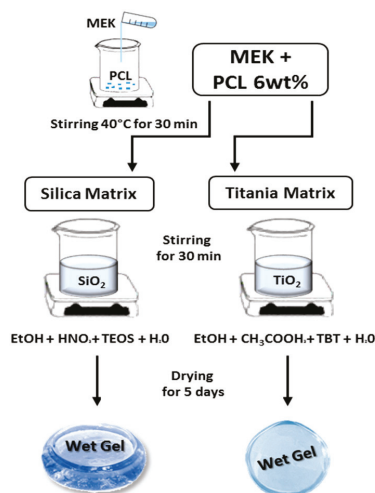 MEK
PCL
MEK +
PCL 6wt%
Stirring 40°C for 30 min
Silica Matrix
Titania Matrix
Stirring
for 30 min
SiO₂
TiO₂
EtOH + HNO₃ + TEOS + H₂0
EtOH + CH₃COOH + TBT + H₂0
Drying
for 5 days
Wet Gel
Wet Gel